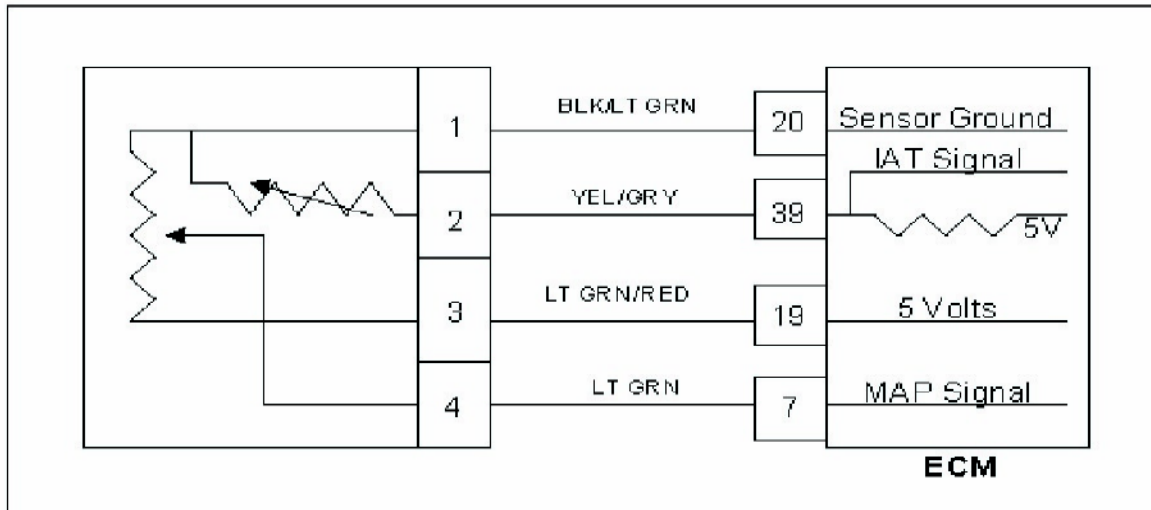 1 BLK/LT GRN 20 Sensor Ground
IAT Signal
2 YEL/GRY 39 5V
3 LT GRN/RED 19 5 Volts
4 LT GRN 7 MAP Signal
ECM